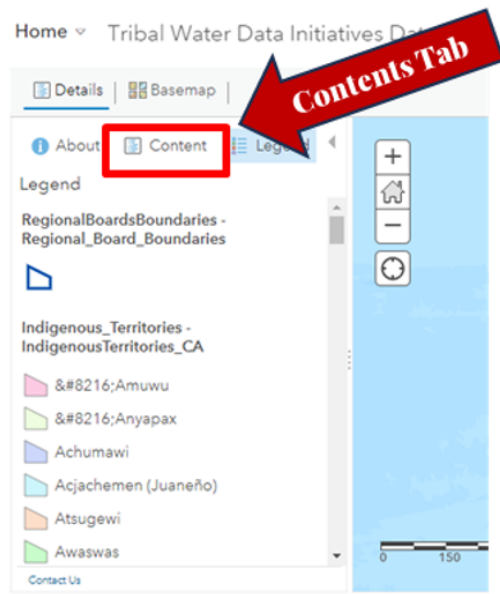 Home Tribal Water Data Initiatives Da
Contents Tab
Details | Basemap |
About Content Legend
Legend
RegionalBoardsBoundaries -
Regional_Board_Boundaries
Indigenous_Territories -
IndigenousTerritories_CA
&#8216;Amuwu
&#8216;Anyapax
Achumawi
Acjachemen (Juaneño)
Atsugewi
Awaswas
Contact Us
0 150